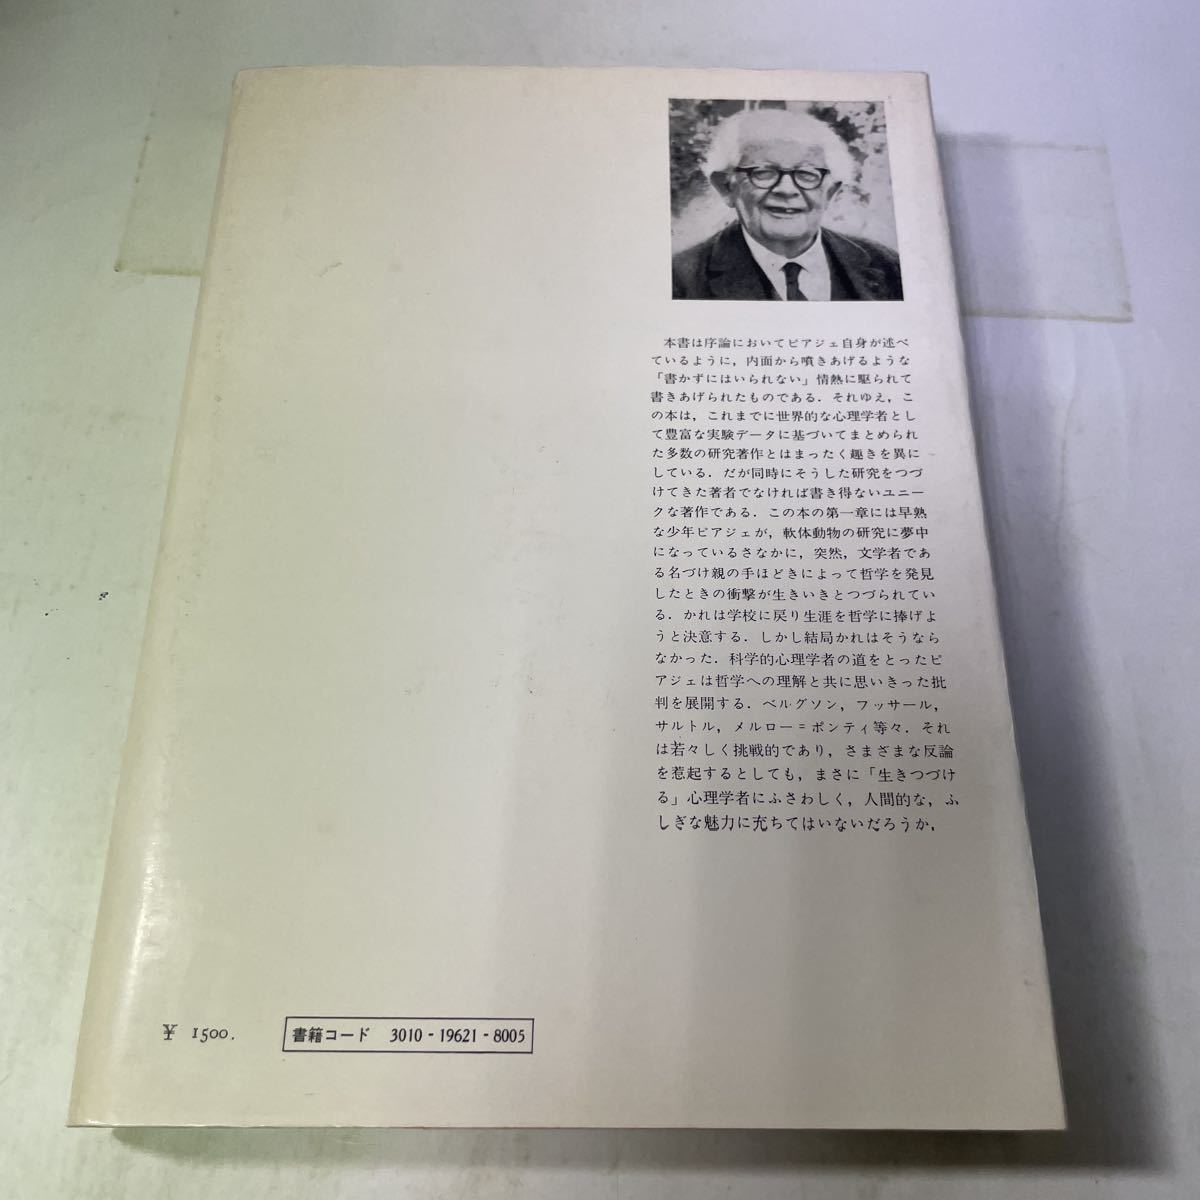 本書は序論においてピアジェ自身が述べ
ているように，内面から噴きあげるような
「書かずにはいられない」情熱に駆られて
書きあげられたものである．それゆえ，こ
の本は，これまでに世界的な心理学者とし
て豊富な実験データに基づいてまとめられ
た多数の研究著作とはまったく趣きを異に
している．だが同時にそうした研究をつづ
けてきた著者でなければ書き得ないユニー
クな著作である．この本の第一章には早熟
な少年ピアジェが，軟体動物の研究に夢中
になっているさなかに，突然，文学者であ
る名づけ親の手ほどきによって哲学を発見
したときの衝撃が生きいきとつづられてい
る．かれは学校に戻り生涯を哲学に捧げよ
うと決意する．しかし結局かれはそうなら
なかった．科学的心理学者の道をとったピ
アジェは哲学への理解と共に思いきった批
判を展開する．ベルグソン，フッサール，
サルトル，メルロー＝ポンティ等々．それ
は若々しく挑戦的であり，さまざまな反論
を惹起するとしても，まさに「生きつづけ
る」心理学者にふさわしく，人間的な，ふ
しぎな魅力に充ちてはいないだろうか．
¥ 1500.
書籍コード 3010 - 19621 - 8005